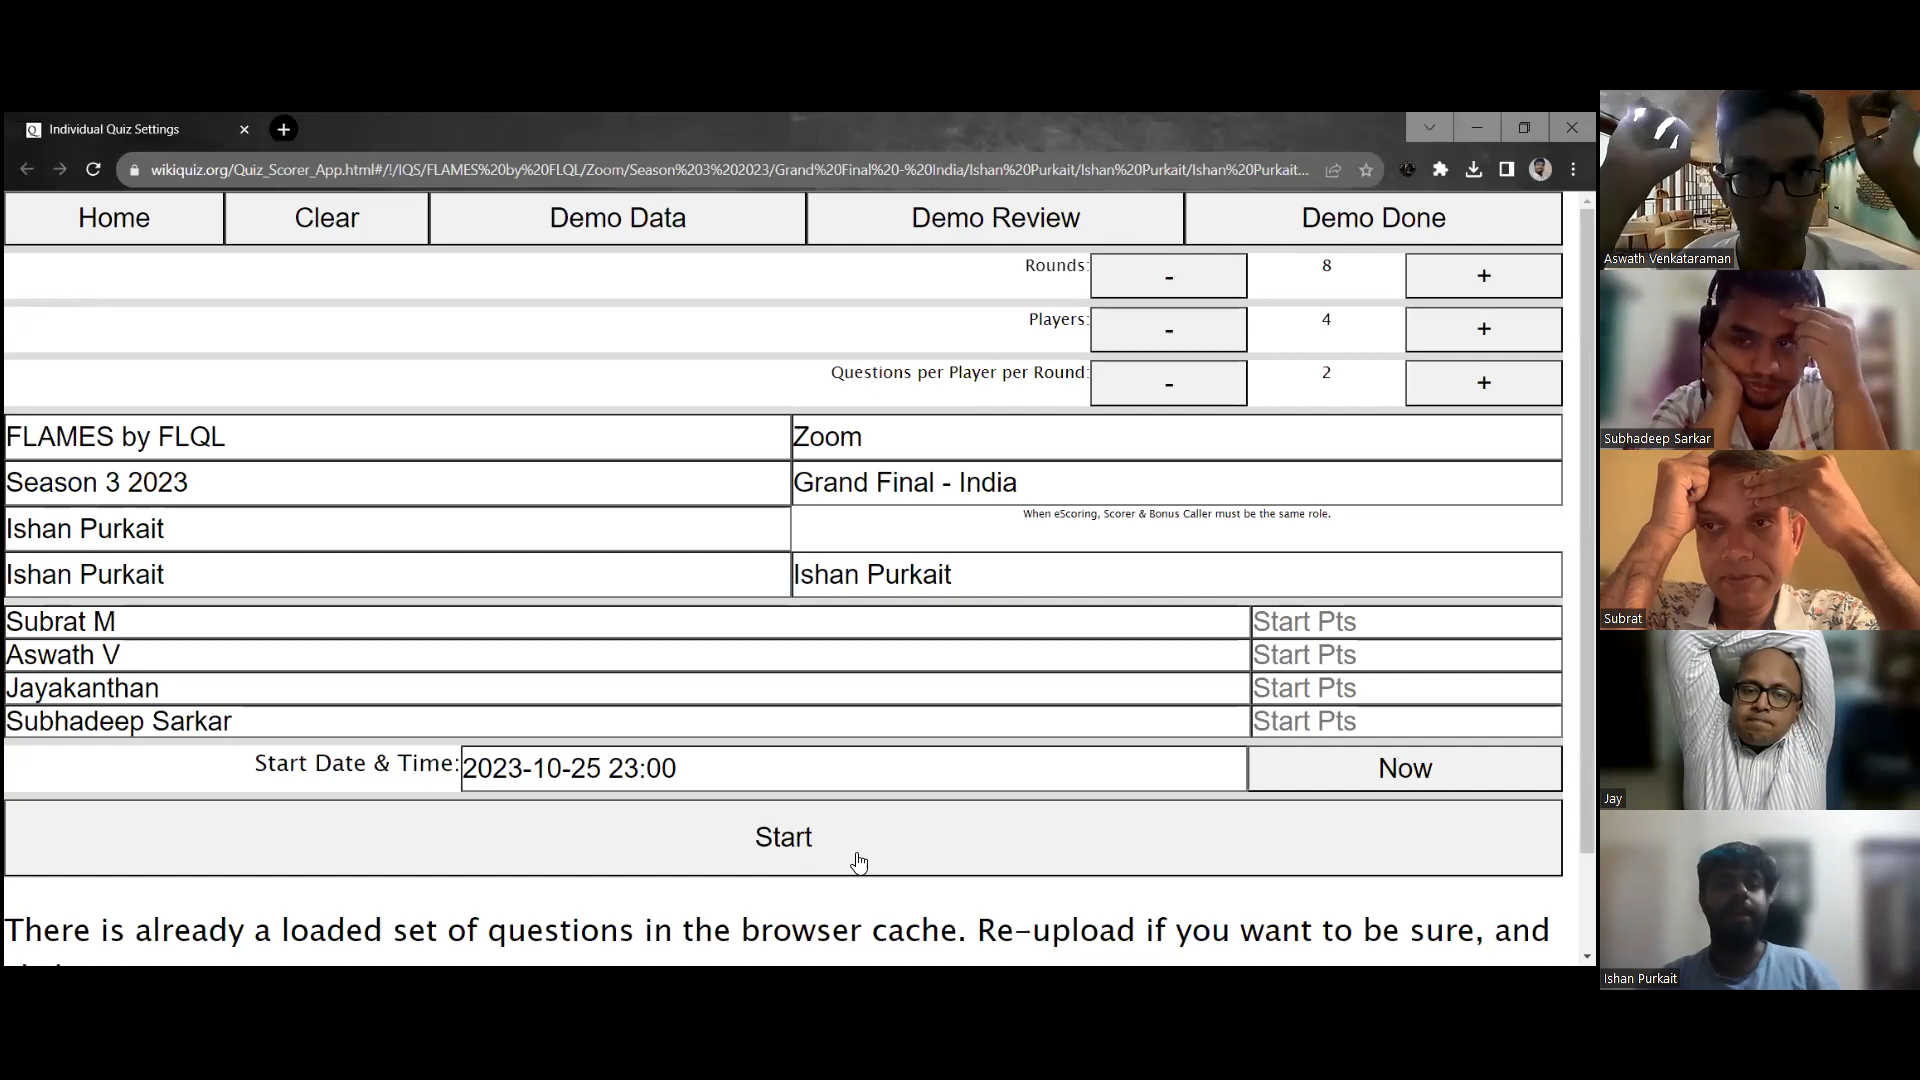 Individual Quiz Settings
wikiquiz.org/Quiz_Scorer_App.html#/!/IQS/FLAMES%20by%20FLQL/Zoom/Season%203%202023/Grand%20Final%20-%20India/Ishan%20Purkait/Ishan%20Purkait/Ishan%20Purkait...
Home Clear Demo Data Demo Review Demo Done
Rounds: - 8 +
Players: - 4 +
Questions per Player per Round: - 2 +
FLAMES by FLQL Zoom
Season 3 2023 Grand Final - India
Ishan Purkait When eScoring, Scorer & Bonus Caller must be the same role.
Ishan Purkait Ishan Purkait
Subrat M Start Pts
Aswath V Start Pts
Jayakanthan Start Pts
Subhadeep Sarkar Start Pts
Start Date & Time: 2023-10-25 23:00 Now
Start
There is already a loaded set of questions in the browser cache. Re-upload if you want to be sure, and
Aswath Venkataraman
Subhadeep Sarkar
Subrat
Jay
Ishan Purkait